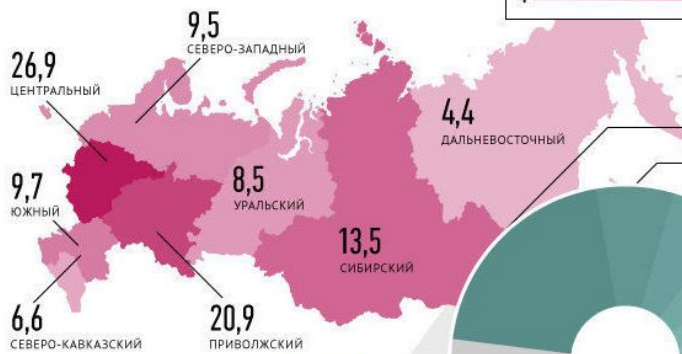 9,5
СЕВЕРО-ЗАПАДНЫЙ
26,9
ЦЕНТРАЛЬНЫЙ
4,4
ДАЛЬНЕВОСТОЧНЫЙ
9,7
ЮЖНЫЙ
8,5
УРАЛЬСКИЙ
13,5
СИБИРСКИЙ
6,6
СЕВЕРО-КАВКАЗСКИЙ
20,9
ПРИВОЛЖСКИЙ